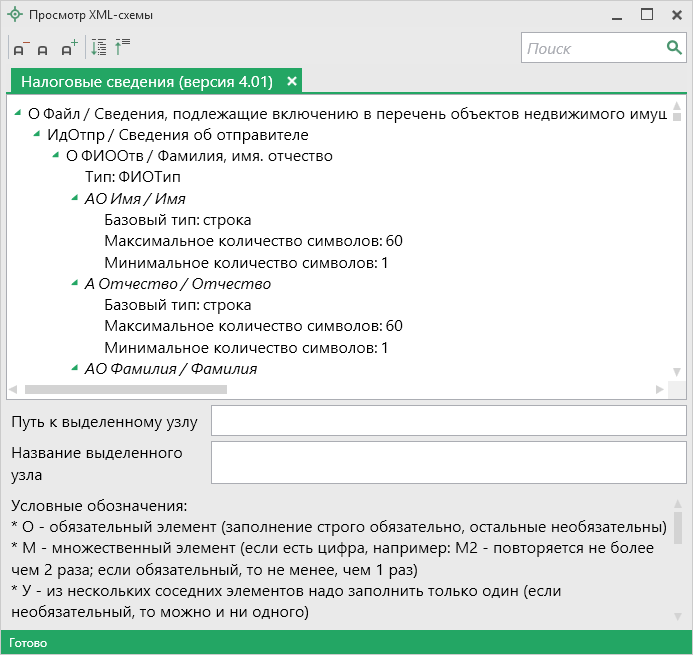 Просмотр XML-схемы
Поиск
Налоговые сведения (версия 4.01)
О Файл / Сведения, подлежащие включению в перечень объектов недвижимого имущ
ИдОтпр / Сведения об отправителе
О ФИООтв / Фамилия, имя. отчество
Тип: ФИОТип
АО Имя / Имя
Базовый тип: строка
Максимальное количество символов: 60
Минимальное количество символов: 1
А Отчество / Отчество
Базовый тип: строка
Максимальное количество символов: 60
Минимальное количество символов: 1
АО Фамилия / Фамилия
Путь к выделенному узлу
Название выделенного
узла
Условные обозначения:
* О - обязательный элемент (заполнение строго обязательно, остальные необязательны)
* М - множественный элемент (если есть цифра, например: М2 - повторяется не более
чем 2 раза; если обязательный, то не менее, чем 1 раз)
* У - из нескольких соседних элементов надо заполнить только один (если
необязательный, то можно и ни одного)
Готово